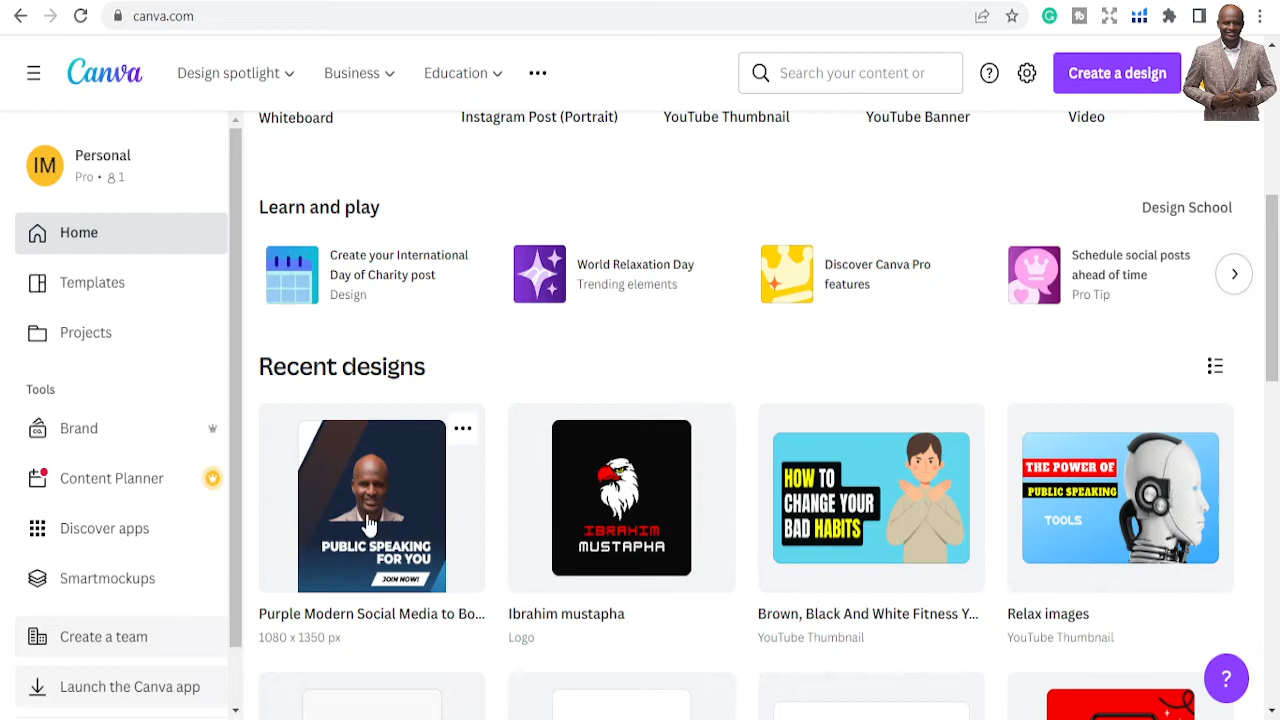 canva.com
Canva
Design spotlight
Business
Education
Search your content or
Create a design
Whiteboard
Instagram Post (Portrait)
YouTube Thumbnail
YouTube Banner
Video
IM
Personal
Pro • 1
Home
Templates
Projects
Tools
Brand
Content Planner
Discover apps
Smartmockups
Create a team
Launch the Canva app
Learn and play
Design School
Create your International
Day of Charity post
Design
World Relaxation Day
Trending elements
Discover Canva Pro
features
Schedule social posts
ahead of time
Pro Tip
Recent designs
PUBLIC SPEAKING
FOR YOU
JOIN NOW!
Purple Modern Social Media to Bo...
1080 x 1350 px
IBRAHIM
MUSTAPHA
Ibrahim mustapha
Logo
HOW TO
CHANGE YOUR
BAD HABITS
Brown, Black And White Fitness Y...
YouTube Thumbnail
THE POWER OF
PUBLIC SPEAKING
TOOLS
Relax images
YouTube Thumbnail
?